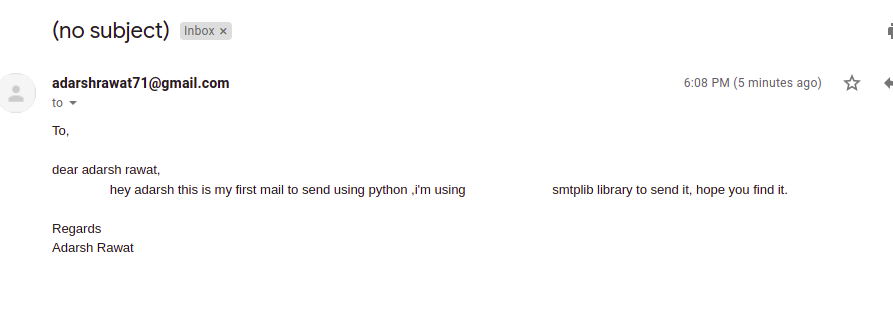 (no subject) Inbox ×
adarshrawat71@gmail.com 6:08 PM (5 minutes ago)
to
To,
dear adarsh rawat,
hey adarsh this is my first mail to send using python ,i'm using smtplib library to send it, hope you find it.
Regards
Adarsh Rawat